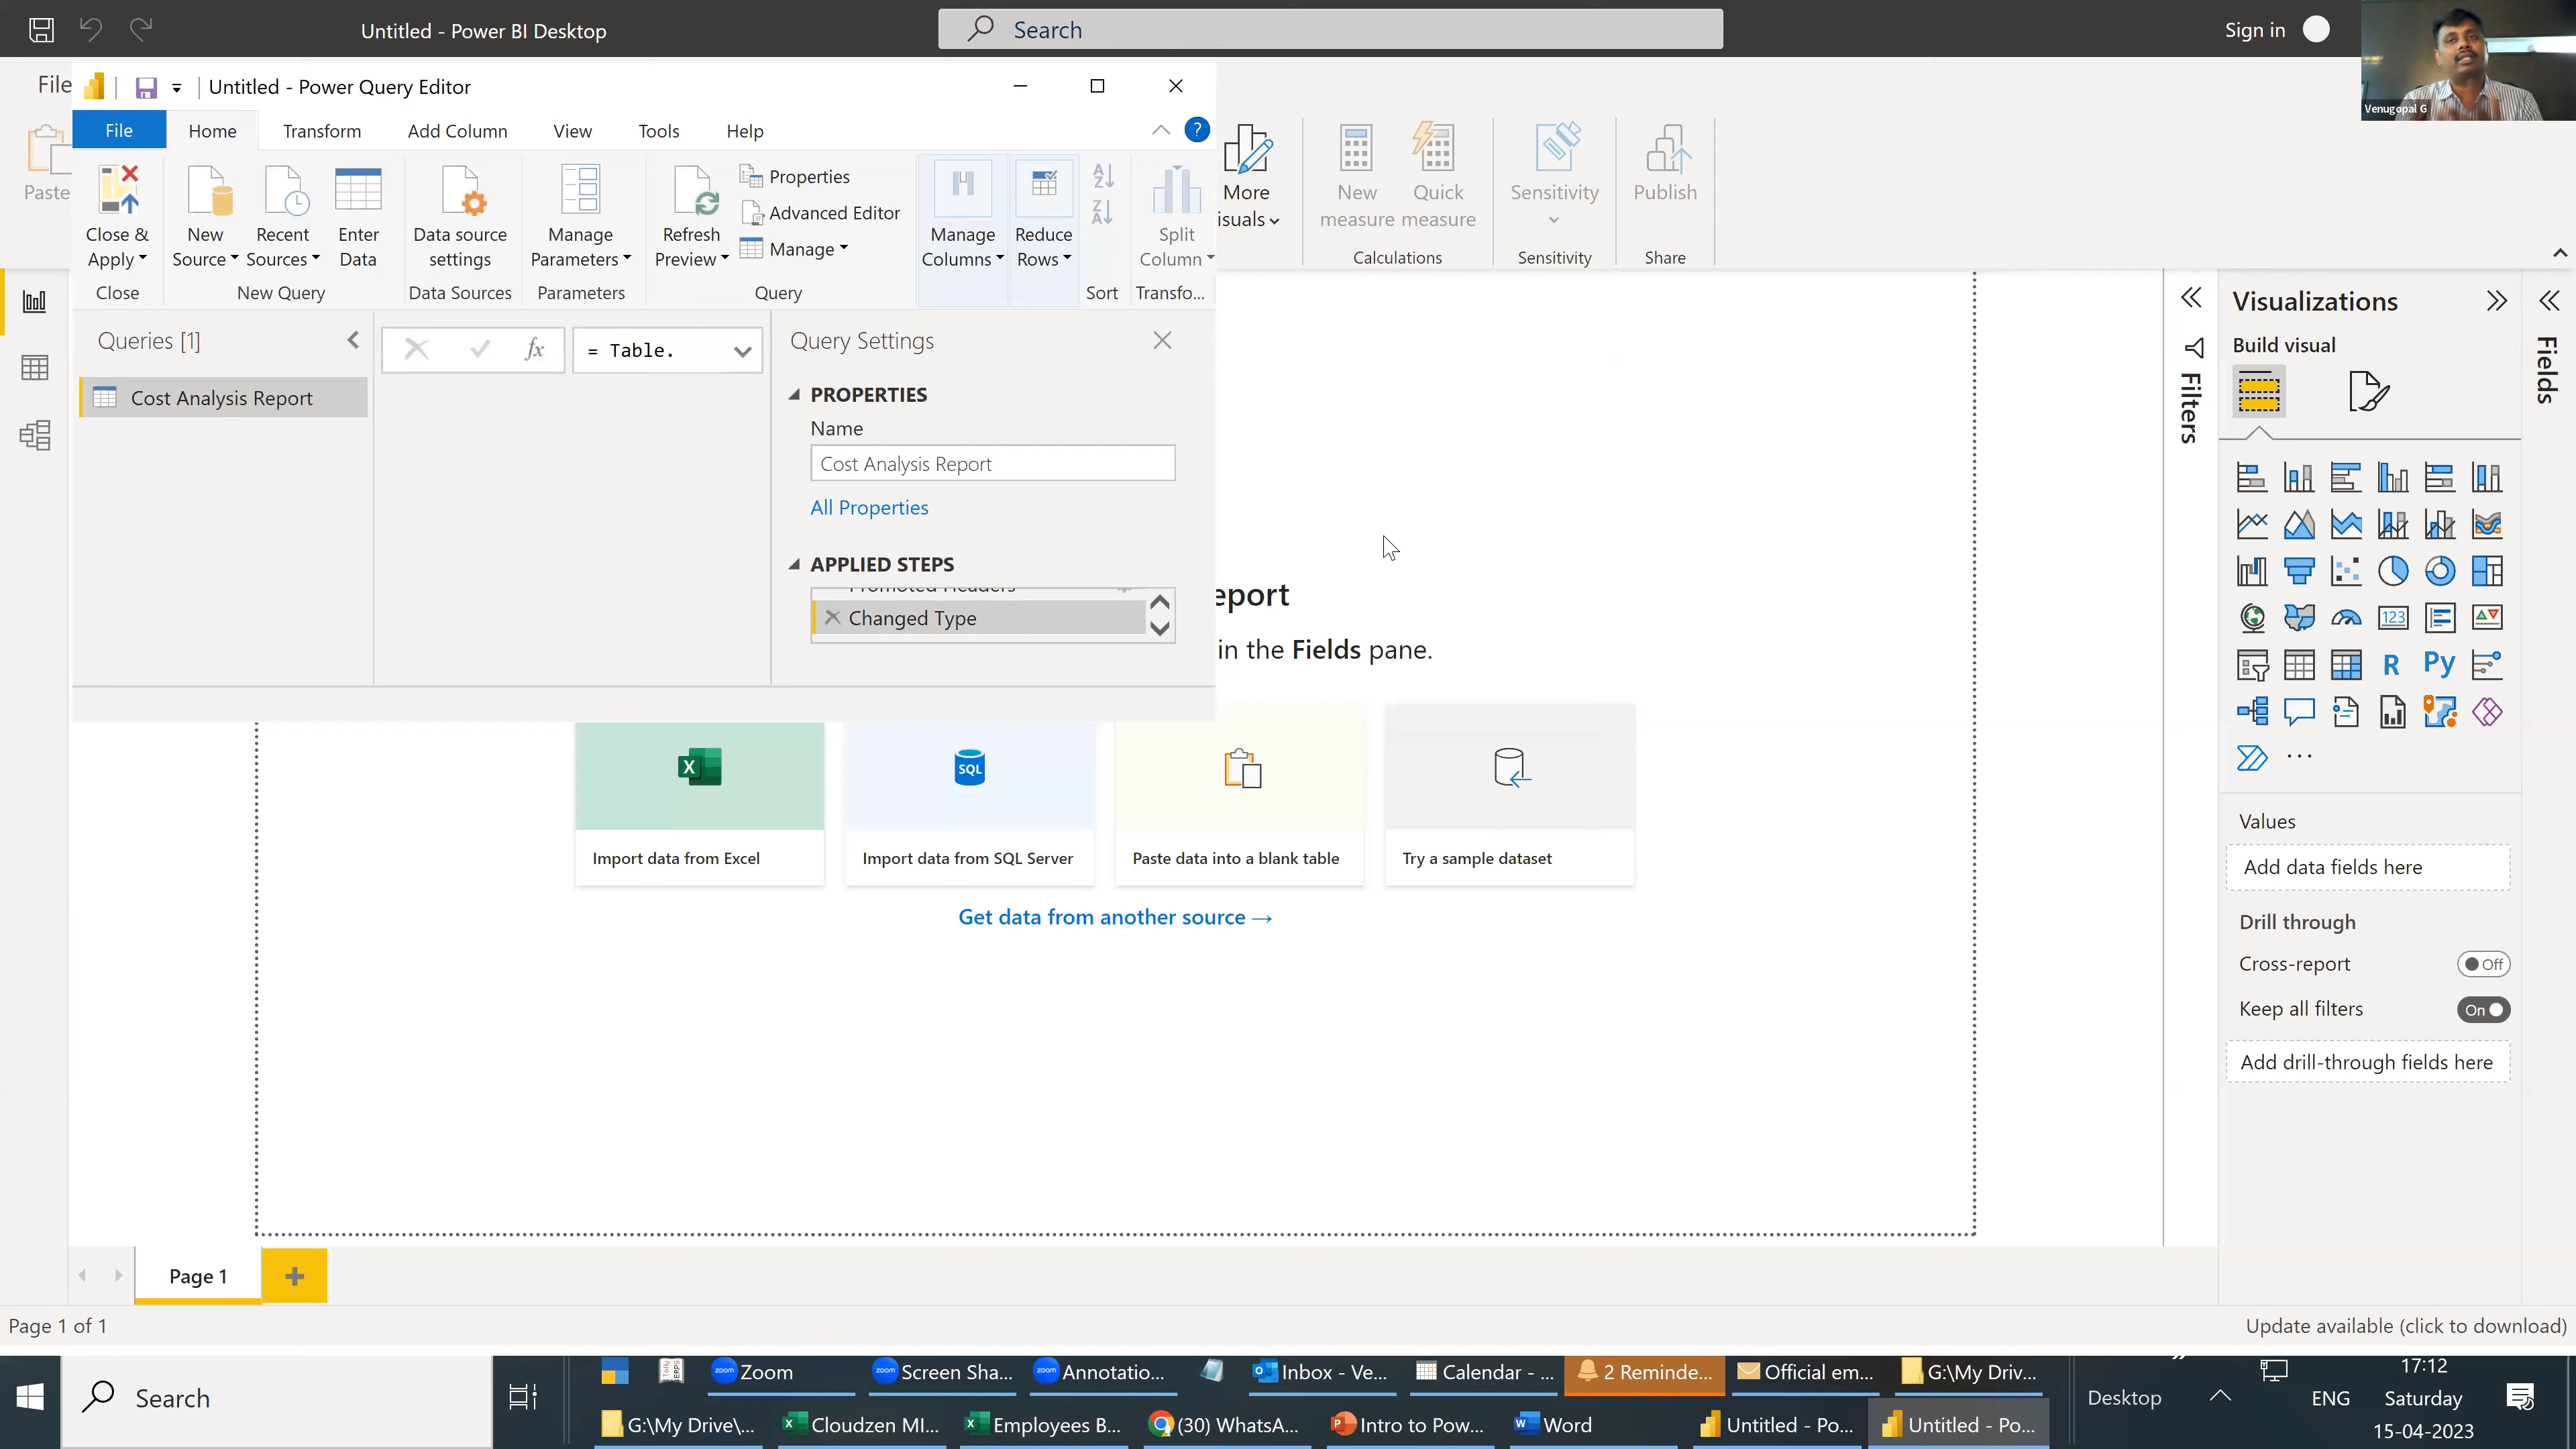 Untitled - Power BI Desktop
Search
Sign in
Venugopal G
File
Untitled - Power Query Editor
File
Home
Transform
Add Column
View
Tools
Help
?
Paste
Close &
Apply
New
Source
Recent
Sources
Enter
Data
Data source
settings
Manage
Parameters
Refresh
Preview
Properties
Advanced Editor
Manage
Manage
Columns
Reduce
Rows
A
Z
Z
A
Split
Column
More
isuals
New
measure
Quick
measure
Sensitivity
Publish
Close
New Query
Data Sources
Parameters
Query
Sort
Transfo...
Calculations
Sensitivity
Share
Queries [1]
Cost Analysis Report
fx
= Table.
Query Settings
PROPERTIES
Name
Cost Analysis Report
All Properties
APPLIED STEPS
Promoted Headers
Changed Type
eport
in the Fields pane.
X
SQL
Import data from Excel
Import data from SQL Server
Paste data into a blank table
Try a sample dataset
Get data from another source →
Filters
Visualizations
Build visual
123
R
Py
...
Values
Add data fields here
Drill through
Cross-report
Off
Keep all filters
On
Add drill-through fields here
Fields
Page 1
Page 1 of 1
Update available (click to download)
Search
zoom Zoom
zoom Screen Sha...
zoom Annotatio...
Inbox - Ve...
Calendar - ...
2 Reminde...
Official em...
G:\My Driv...
G:\My Drive\...
Cloudzen MI...
Employees B...
(30) WhatsA...
Intro to Pow...
Word
Untitled - Po...
Untitled - Po...
Desktop
ENG
17:12
Saturday
15-04-2023